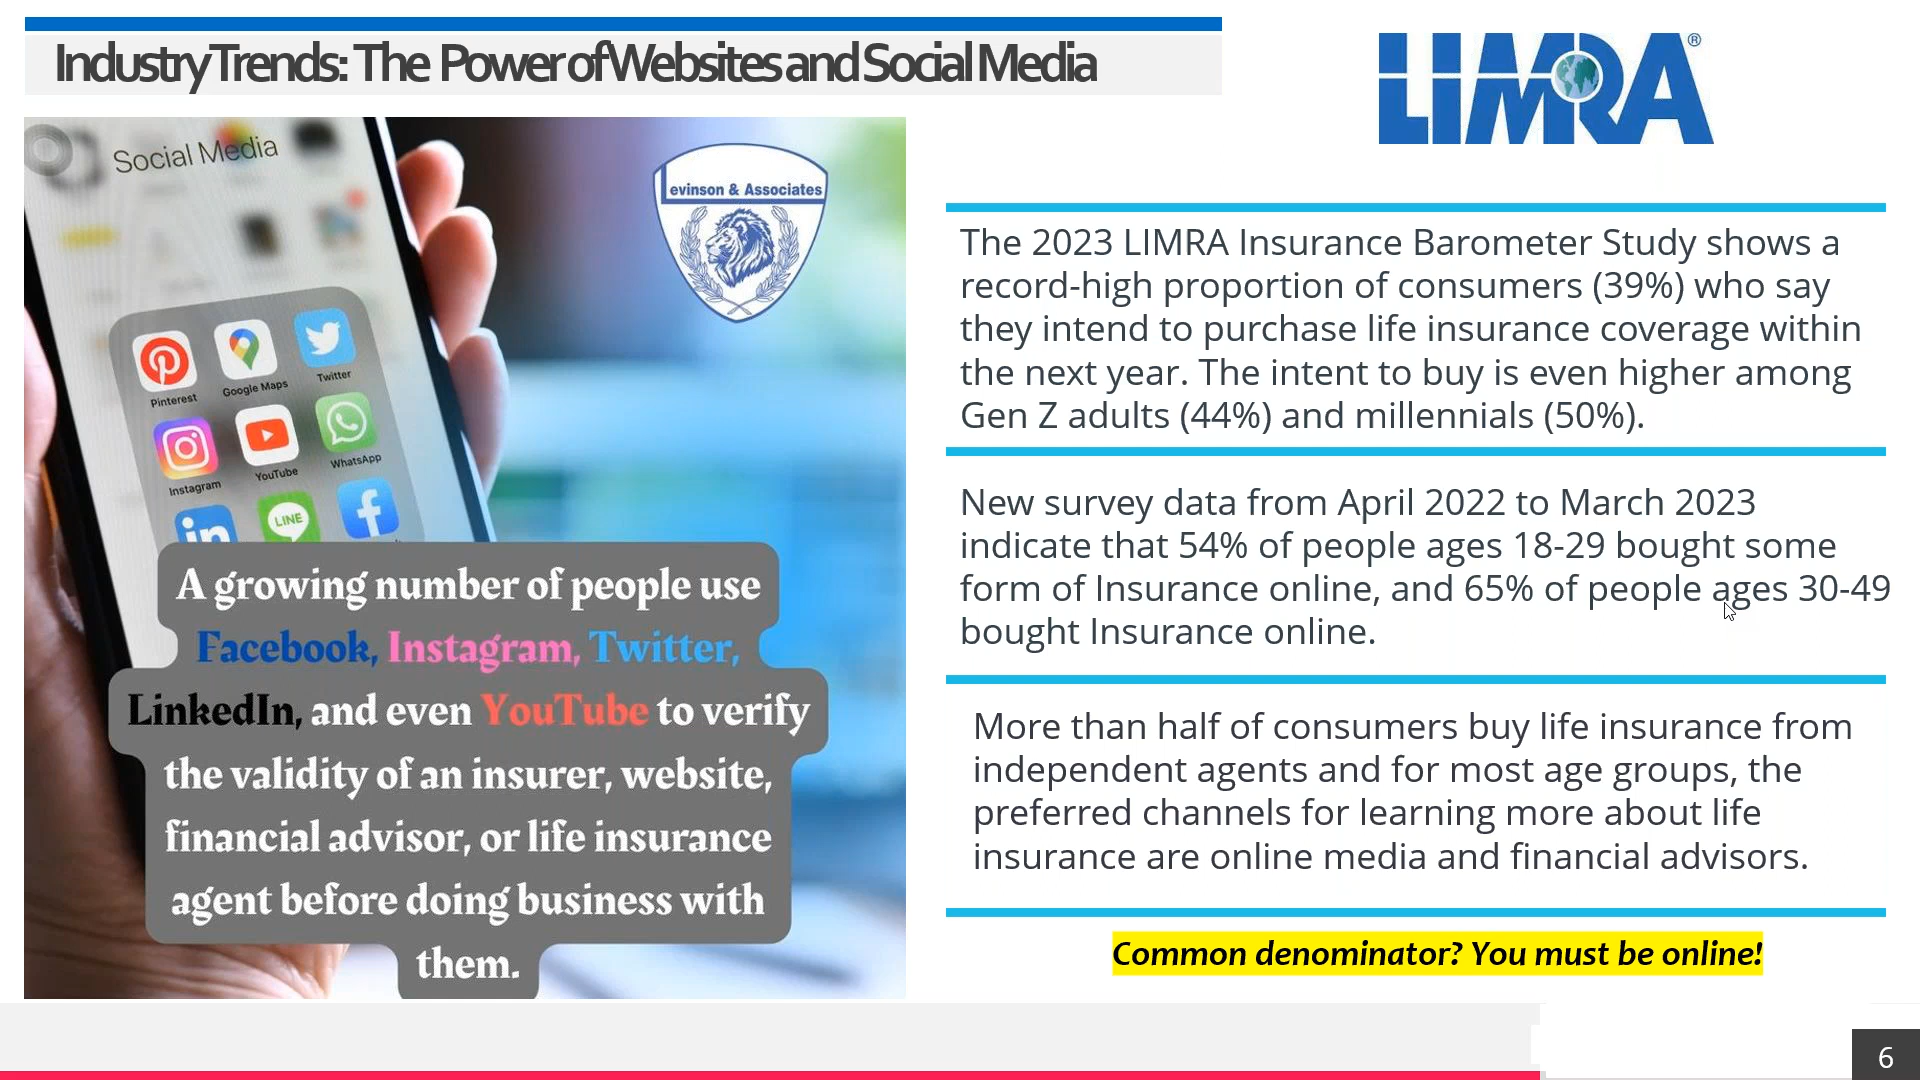 Industry Trends: The Power of Websites and Social Media
LIMRA®
Social Media
evinson & Associates
Pinterest
Google Maps
Twitter
Instagram
YouTube
WhatsApp
in
LINE
f
A growing number of people use
Facebook, Instagram, Twitter,
LinkedIn, and even YouTube to verify
the validity of an insurer, website,
financial advisor, or life insurance
agent before doing business with
them.
The 2023 LIMRA Insurance Barometer Study shows a
record-high proportion of consumers (39%) who say
they intend to purchase life insurance coverage within
the next year. The intent to buy is even higher among
Gen Z adults (44%) and millennials (50%).
New survey data from April 2022 to March 2023
indicate that 54% of people ages 18-29 bought some
form of Insurance online, and 65% of people ages 30-49
bought Insurance online.
More than half of consumers buy life insurance from
independent agents and for most age groups, the
preferred channels for learning more about life
insurance are online media and financial advisors.
Common denominator? You must be online!
6